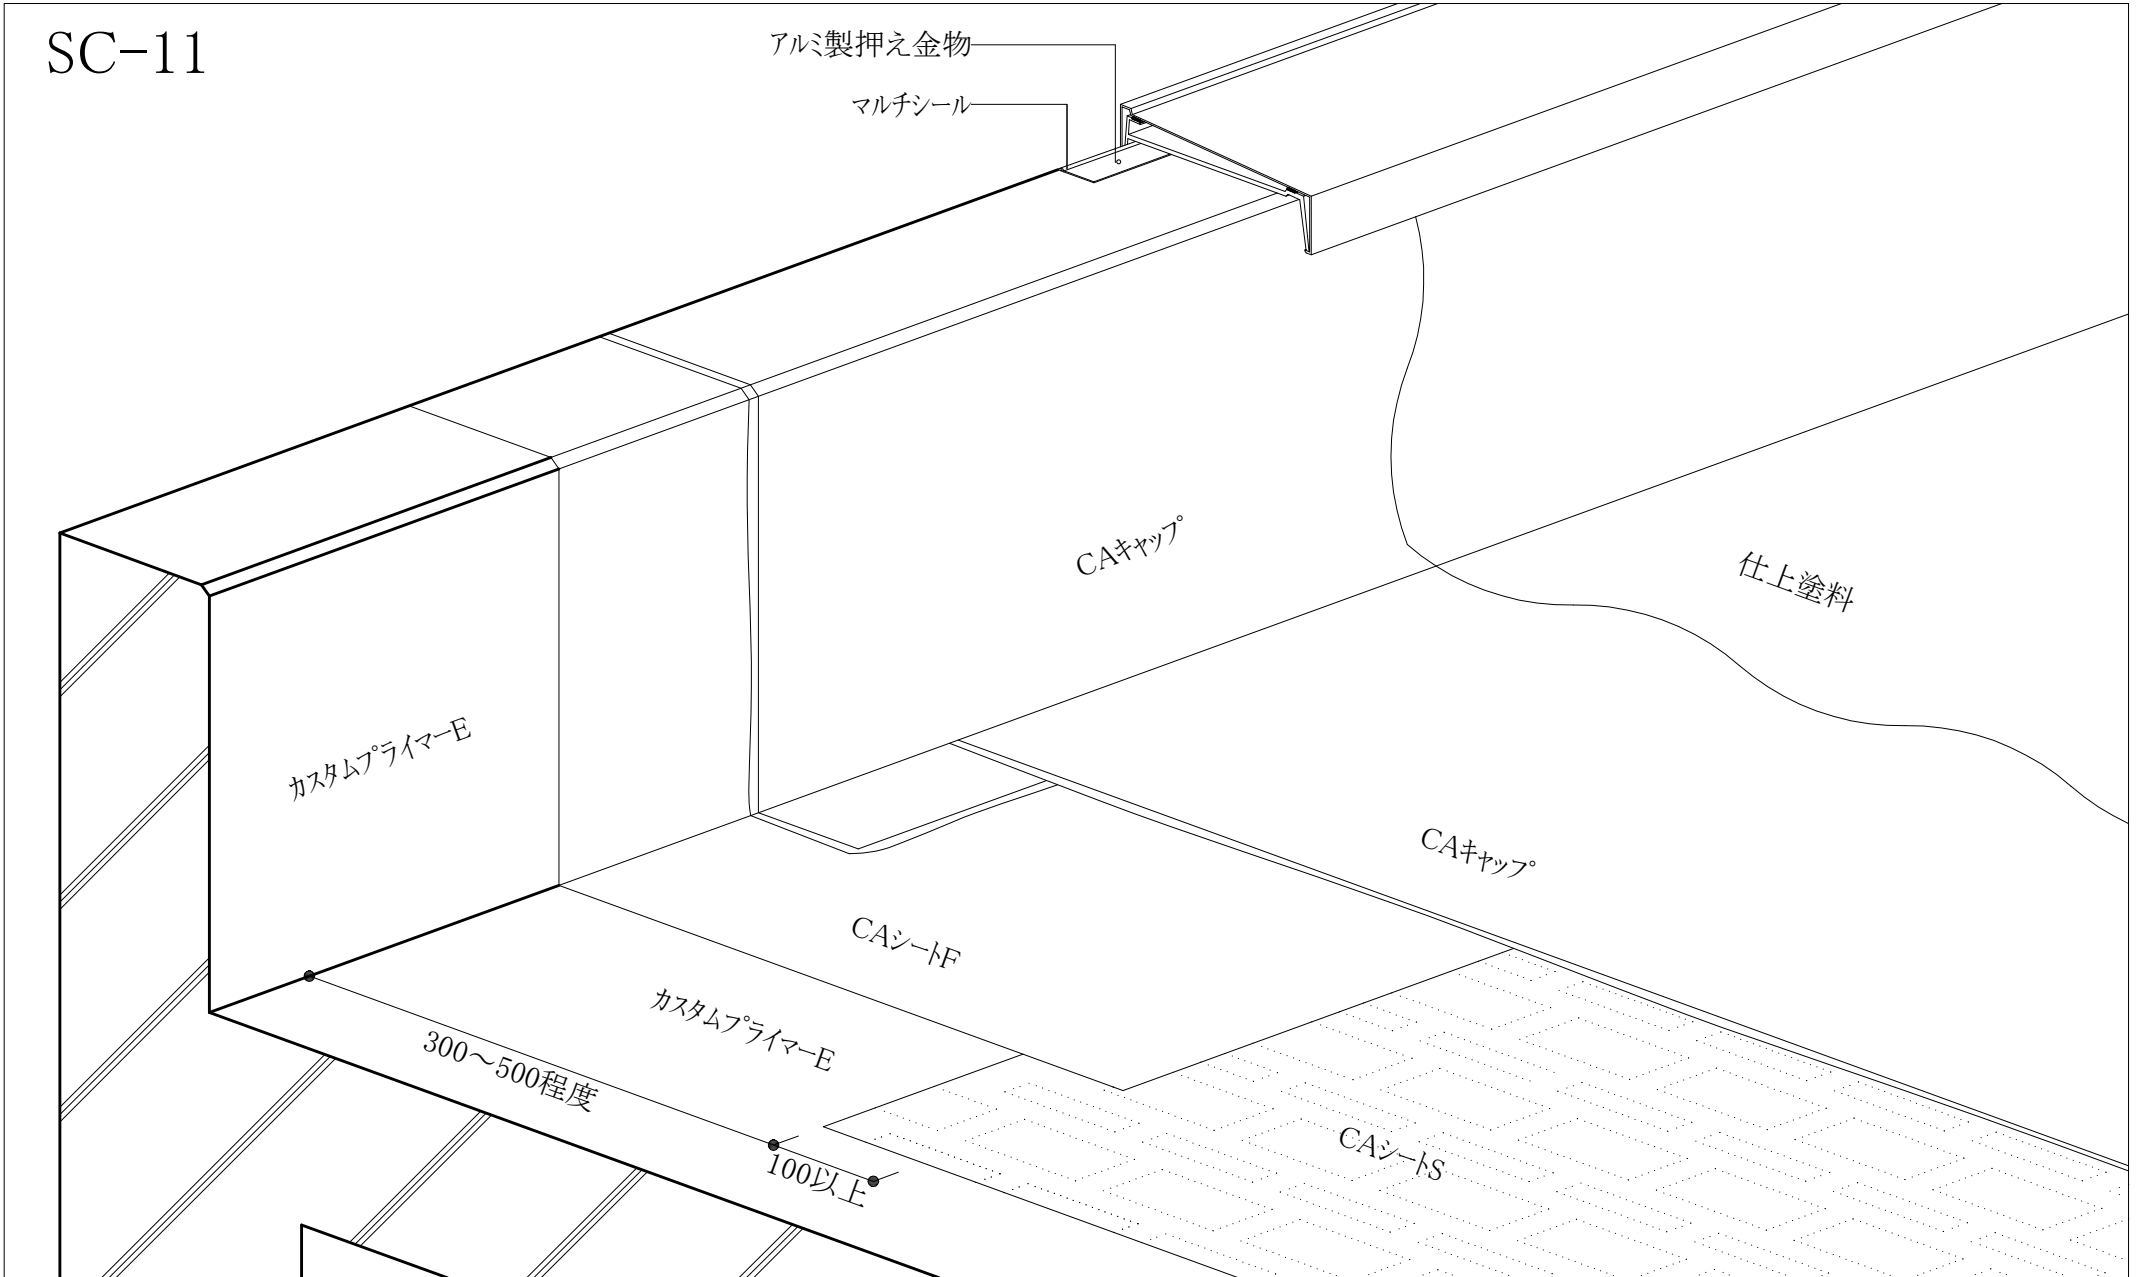 SC-11
アルミ製押え金物
マルチシール
CAキャップ
仕上塗料
カスタムプライマーE
CAキャップ
CAシートF
カスタムプライマーE
300～500程度
100以上
CAシートS